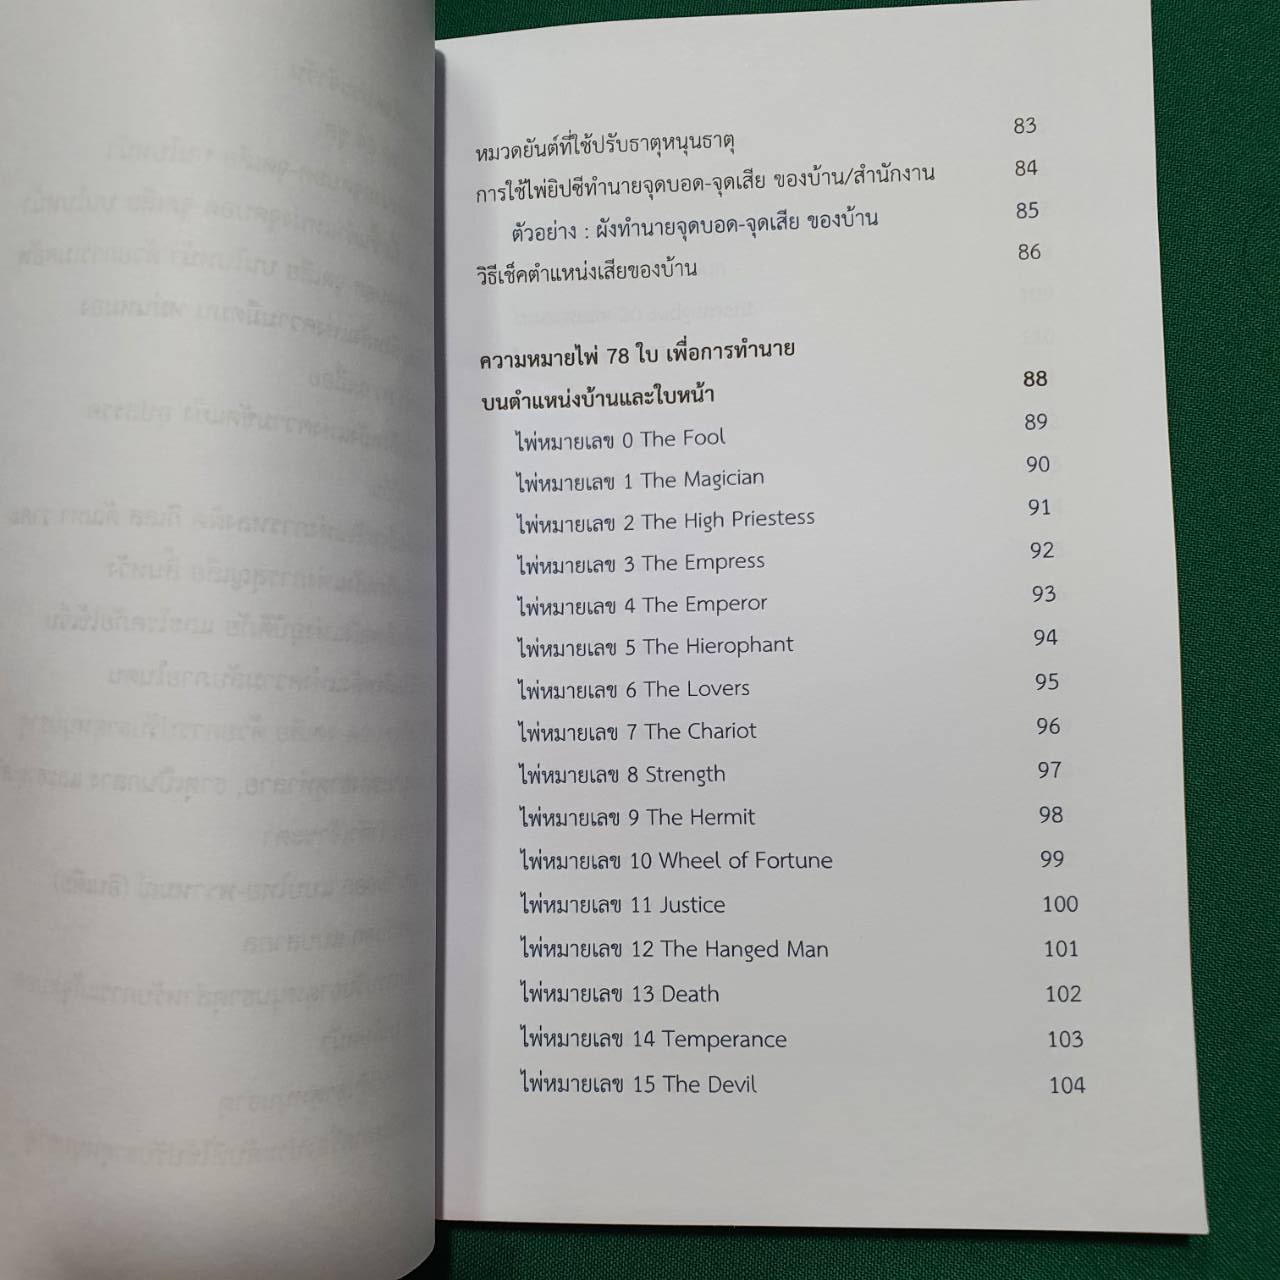 หมวดยันต์ที่ใช้ปรับธาตุหนุนธาตุ 83
การใช้ไพ่ยิปซีทำนายจุดบอด-จุดเสีย ของบ้าน/สำนักงาน 84
ตัวอย่าง : ผังทำนายจุดบอด-จุดเสีย ของบ้าน 85
วิธีเช็คตำแหน่งเสียของบ้าน 86
ความหมายไพ่ 78 ใบ เพื่อการทำนาย
บนตำแหน่งบ้านและใบหน้า 88
ไพ่หมายเลข 0 The Fool 89
ไพ่หมายเลข 1 The Magician 90
ไพ่หมายเลข 2 The High Priestess 91
ไพ่หมายเลข 3 The Empress 92
ไพ่หมายเลข 4 The Emperor 93
ไพ่หมายเลข 5 The Hierophant 94
ไพ่หมายเลข 6 The Lovers 95
ไพ่หมายเลข 7 The Chariot 96
ไพ่หมายเลข 8 Strength 97
ไพ่หมายเลข 9 The Hermit 98
ไพ่หมายเลข 10 Wheel of Fortune 99
ไพ่หมายเลข 11 Justice 100
ไพ่หมายเลข 12 The Hanged Man 101
ไพ่หมายเลข 13 Death 102
ไพ่หมายเลข 14 Temperance 103
ไพ่หมายเลข 15 The Devil 104